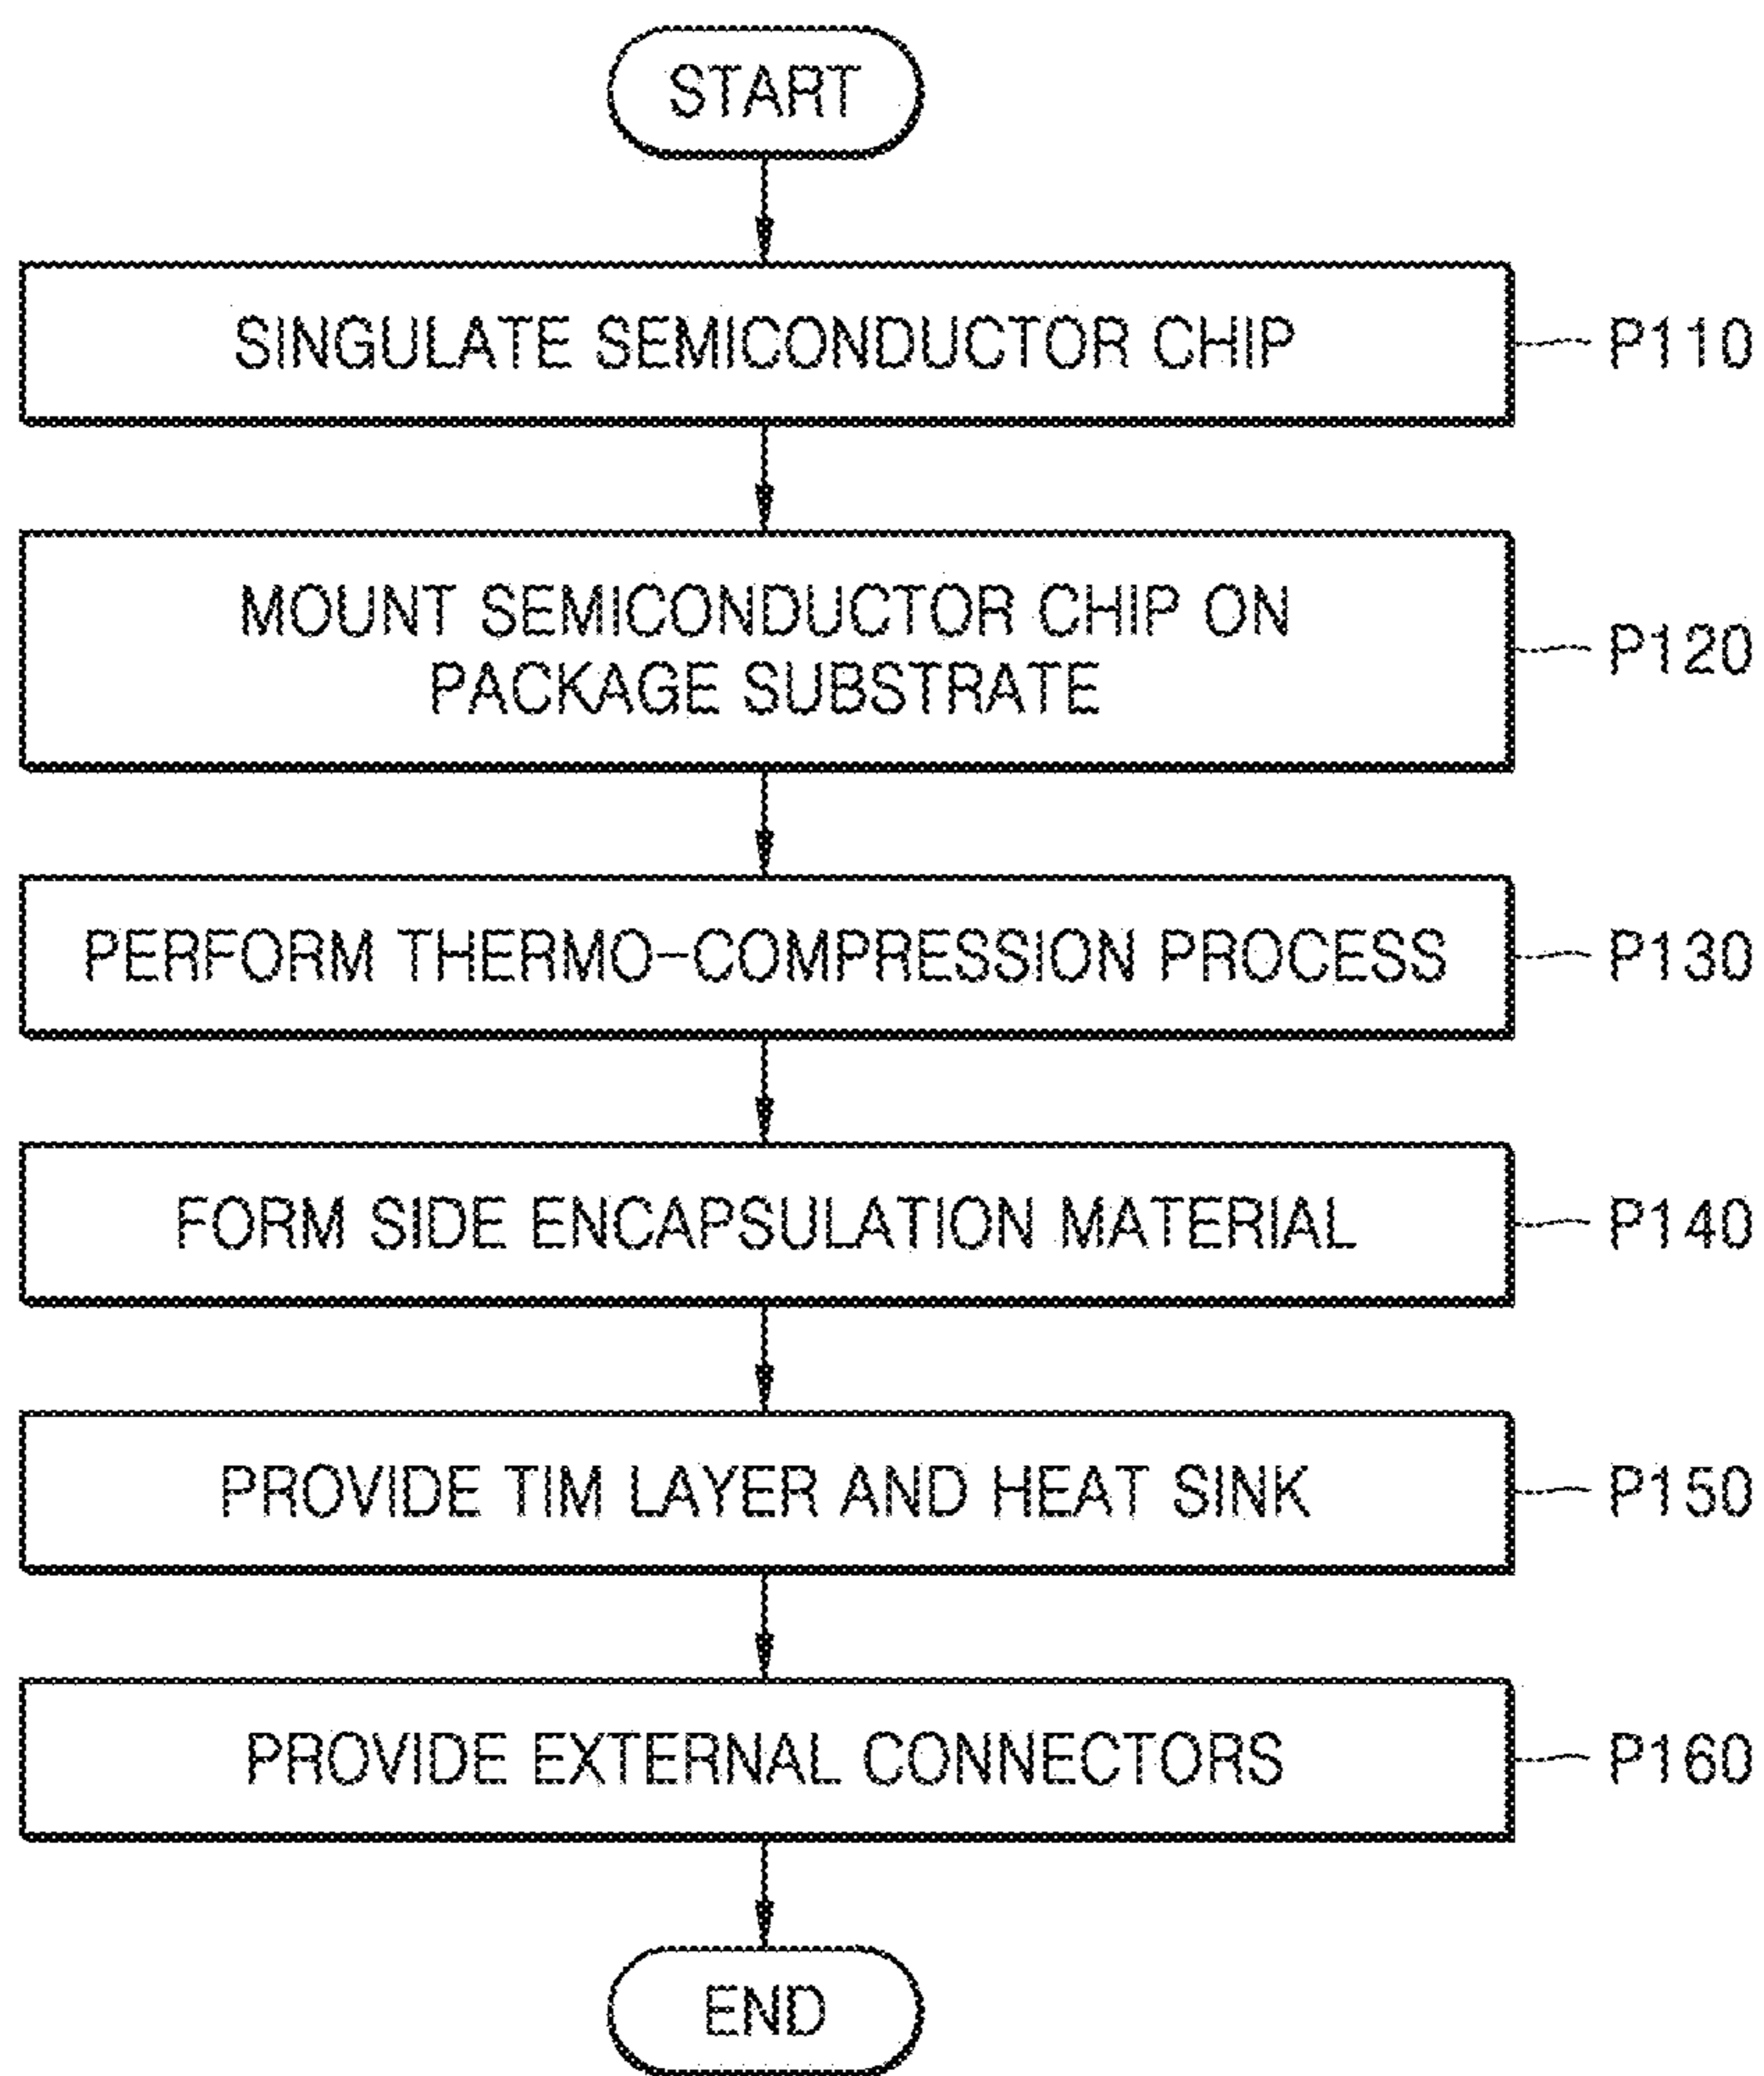 START
SINGULATE SEMICONDUCTOR CHIP
P110
MOUNT SEMICONDUCTOR CHIP ON
PACKAGE SUBSTRATE
P120
PERFORM THERMO-COMPRESSION PROCESS
P130
FORM SIDE ENCAPSULATION MATERIAL
P140
PROVIDE TIM LAYER AND HEAT SINK
P150
PROVIDE EXTERNAL CONNECTORS
P160
END